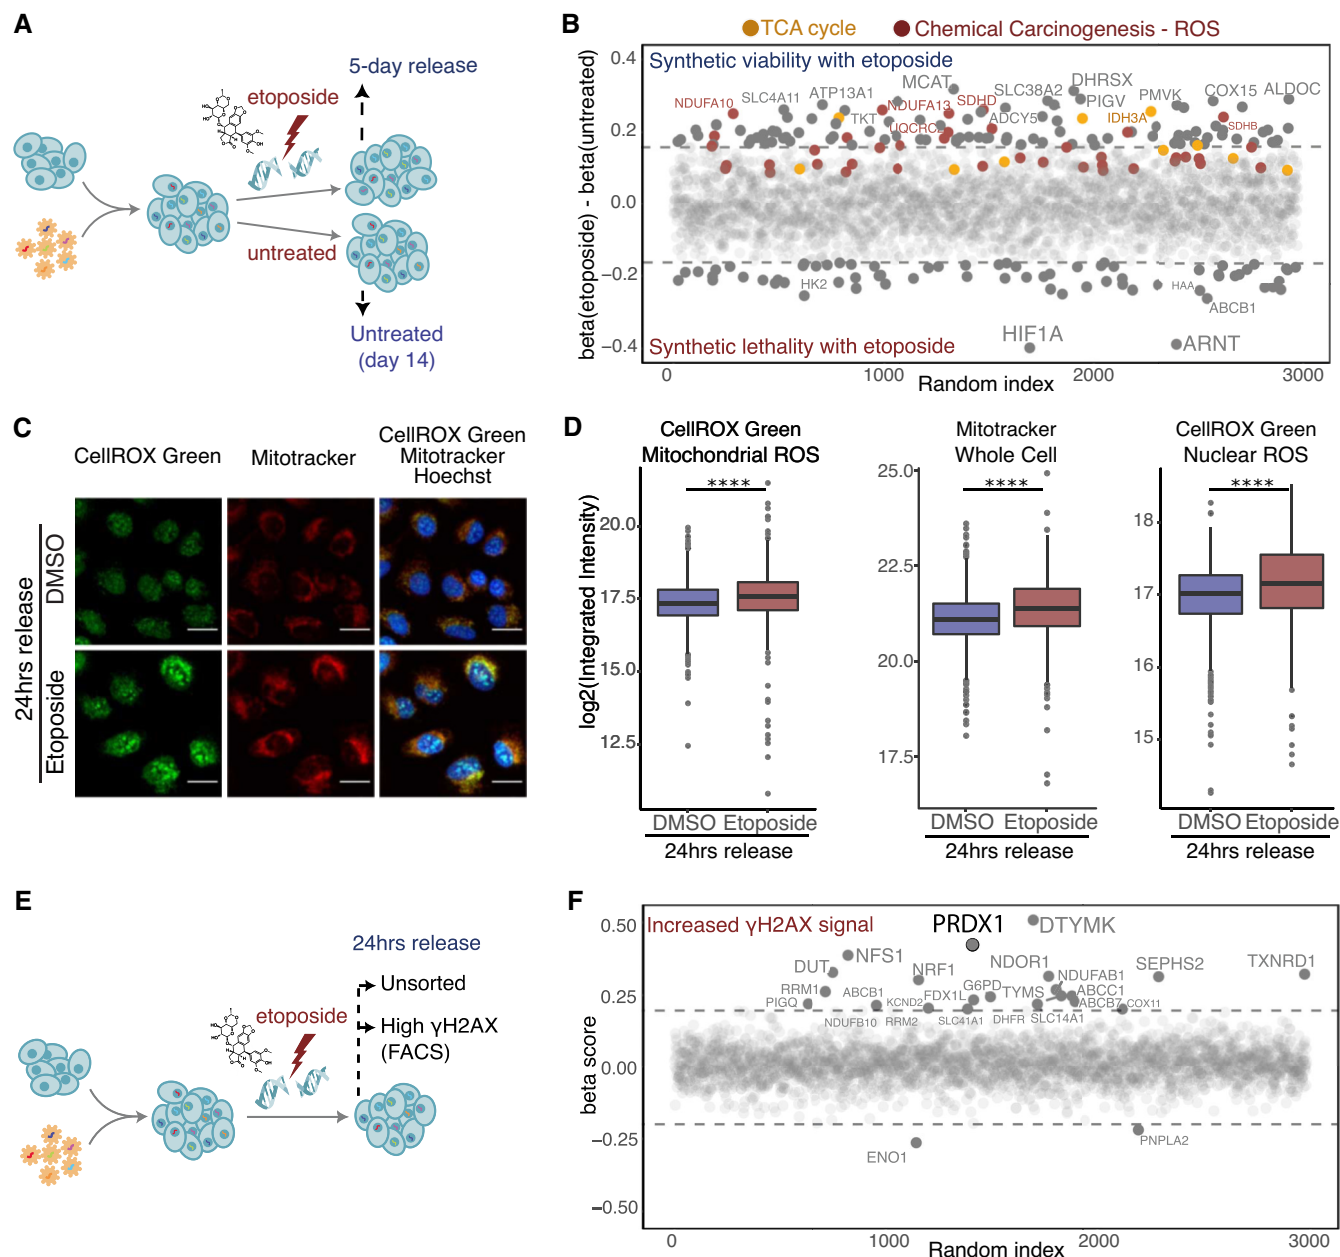 A
5-day release
etoposide
untreated
Untreated
(day 14)
B
TCA cycle
Chemical Carcinogenesis - ROS
Synthetic viability with etoposide
beta(etoposide) - beta(untreated)
0.4
0.2
0.0
−0.2
−0.4
NDUFA10
SLC4A11
ATP13A1
TKT
MCAT
NDUFA13
UQCRC2
SDHD
SLC38A2
ADCY5
DHRSX
PIGV
PMVK
IDH3A
COX15
SDHB
ALDOC
HK2
HAA
ABCB1
HIF1A
ARNT
Synthetic lethality with etoposide
0
1000
2000
3000
Random index
C
CellROX Green
Mitotracker
CellROX Green
Mitotracker
Hoechst
24hrs release
DMSO
Etoposide
D
log2(Integrated Intensity)
CellROX Green
Mitochondrial ROS
****
20.0
17.5
15.0
12.5
DMSO Etoposide
24hrs release
Mitotracker
Whole Cell
****
25.0
22.5
20.0
17.5
DMSO Etoposide
24hrs release
CellROX Green
Nuclear ROS
****
18
17
16
15
DMSO Etoposide
24hrs release
E
24hrs release
Unsorted
High γH2AX
(FACS)
etoposide
F
beta score
0.50
0.25
0.00
−0.25
−0.50
Increased γH2AX signal
PRDX1
DTYMK
NFS1
DUT
NRF1
NDOR1
SEPHS2
TXNRD1
RRM1
PIGQ
ABCB1
KCND2
FDX1L
G6PD
TYMS
NDUFAB1
ABCC1
ABCB7
COX11
NDUFB10
RRM2
SLC41A1
DHFR
SLC14A1
ENO1
PNPLA2
0
1000
2000
3000
Random index